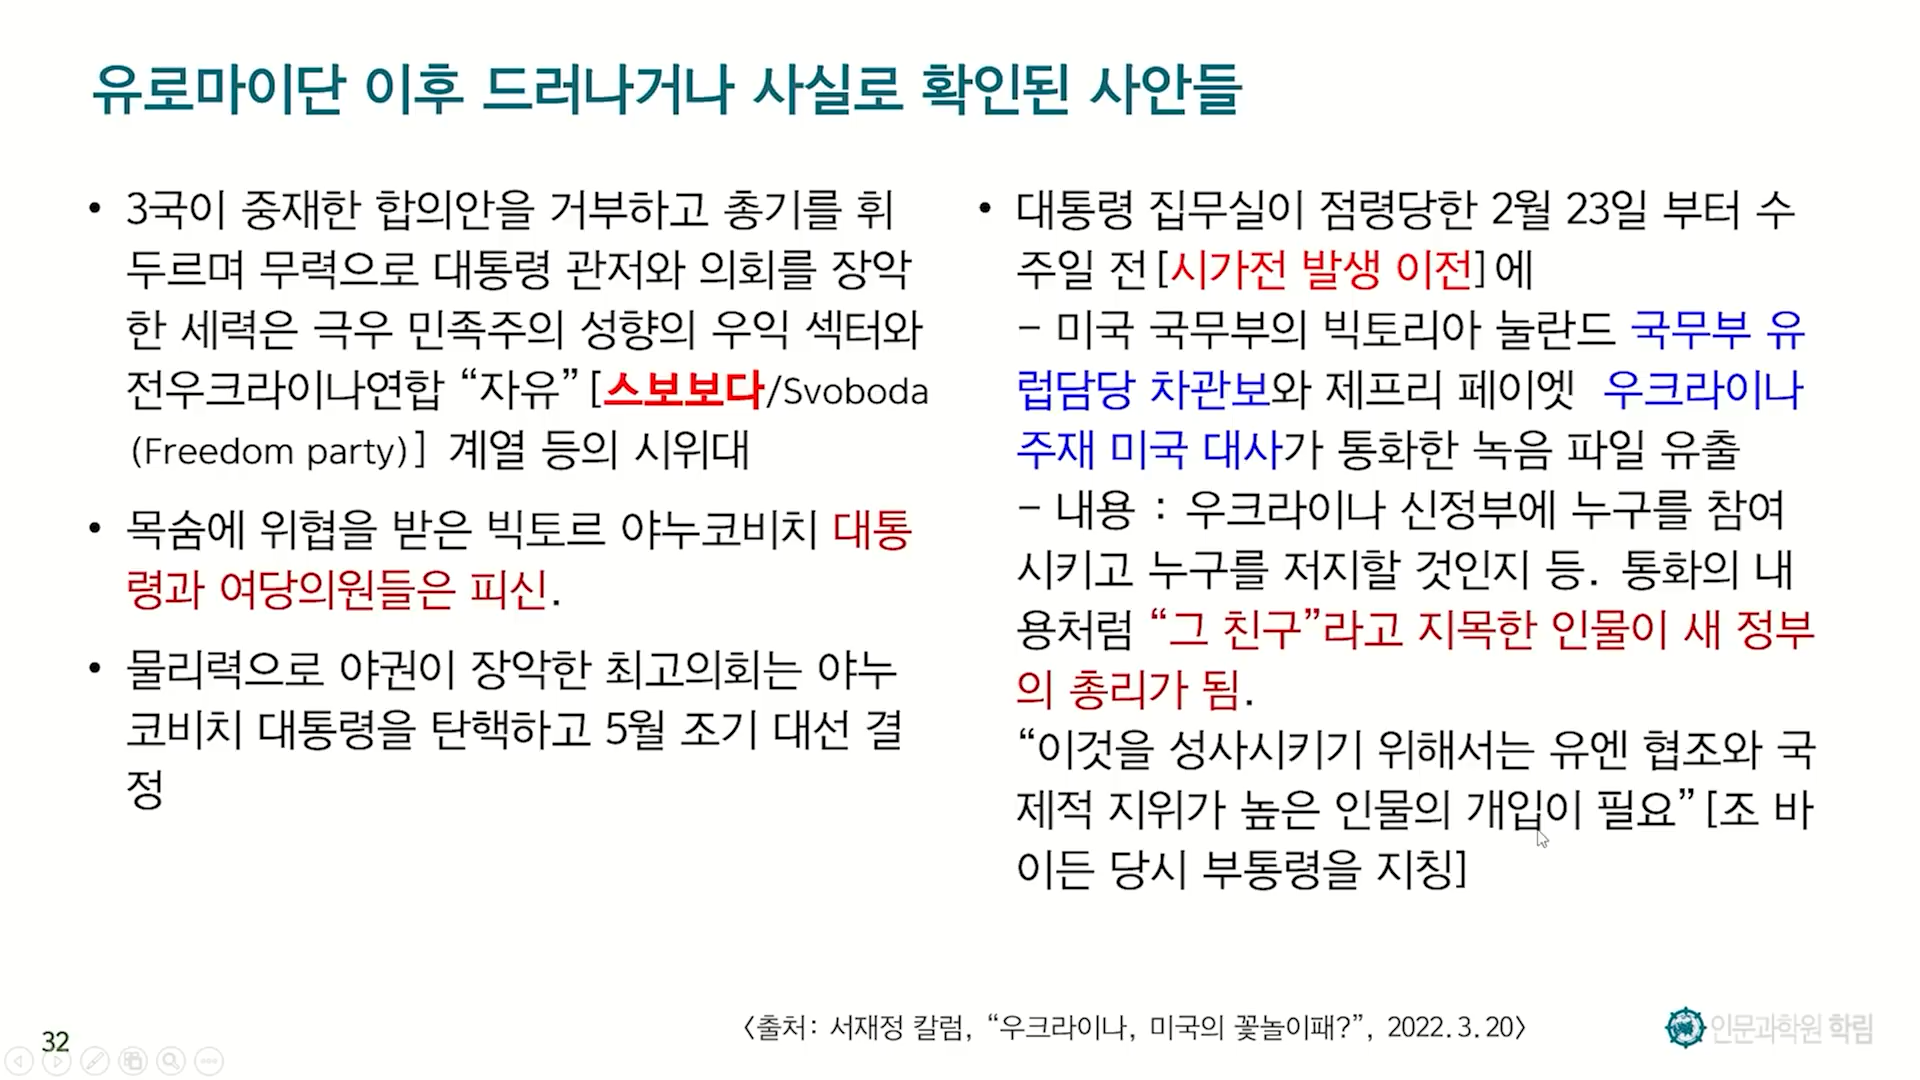 유로마이단 이후 드러나거나 사실로 확인된 사안들
• 3국이 중재한 합의안을 거부하고 총기를 휘
두르며 무력으로 대통령 관저와 의회를 장악
한 세력은 극우 민족주의 성향의 우익 섹터와
전우크라이나연합 “자유” [스보보다/Svoboda
(Freedom party)] 계열 등의 시위대
• 목숨에 위협을 받은 빅토르 야누코비치 대통
령과 여당의원들은 피신.
• 물리력으로 야권이 장악한 최고의회는 야누
코비치 대통령을 탄핵하고 5월 조기 대선 결
정
• 대통령 집무실이 점령당한 2월 23일 부터 수
주일 전[시가전 발생 이전]에
– 미국 국무부의 빅토리아 눌란드 국무부 유
럽담당 차관보와 제프리 페이엣 우크라이나
주재 미국 대사가 통화한 녹음 파일 유출
– 내용 : 우크라이나 신정부에 누구를 참여
시키고 누구를 저지할 것인지 등. 통화의 내
용처럼 “그 친구”라고 지목한 인물이 새 정부
의 총리가 됨.
“이것을 성사시키기 위해서는 유엔 협조와 국
제적 지위가 높은 인물의 개입이 필요” [조 바
이든 당시 부통령을 지칭]
<출처: 서재정 칼럼, “우크라이나, 미국의 꽃놀이패?”, 2022.3.20>
32
인문과학원 학림